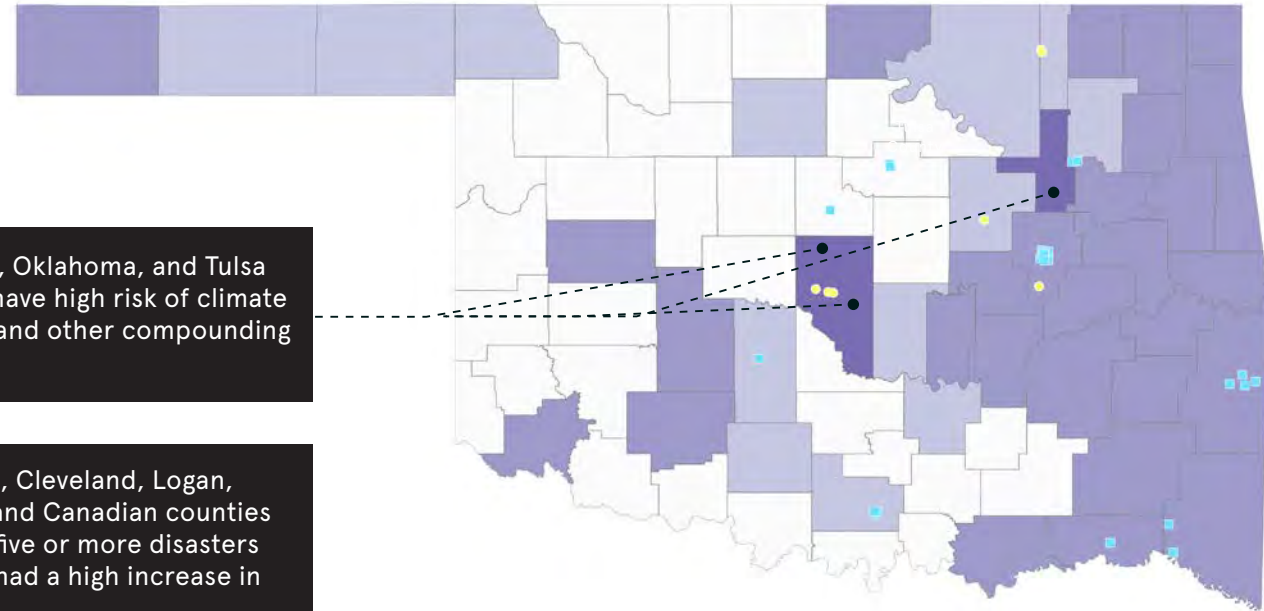 , Oklahoma, and Tulsa
have high risk of climate
and other compounding
, Cleveland, Logan,
and Canadian counties
five or more disasters
had a high increase in